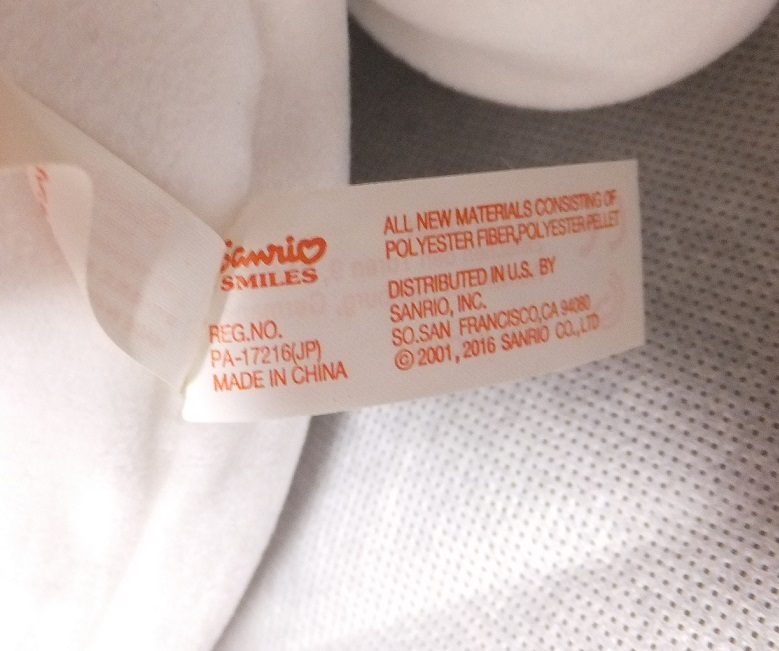 Sanrio
SMILES
REG.NO.
PA-17216(JP)
MADE IN CHINA
ALL NEW MATERIALS CONSISTING OF
POLYESTER FIBER,POLYESTER PELLET
DISTRIBUTED IN U.S. BY
SANRIO, INC.
SO.SAN FRANCISCO,CA 94080
© 2001, 2016 SANRIO CO.,LTD